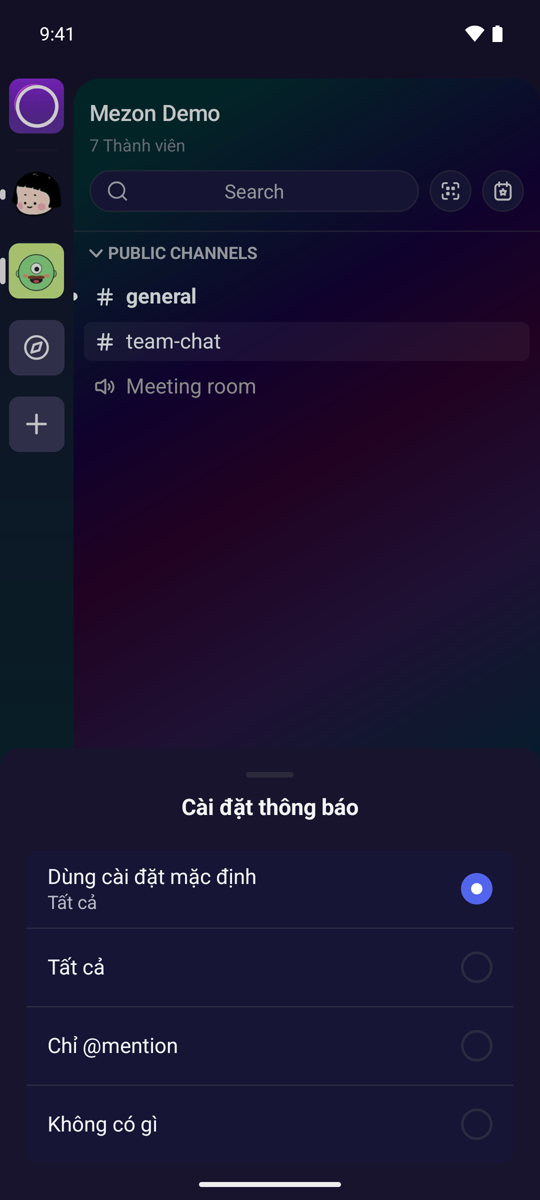 9:41
Mezon Demo
7 Thành viên
Search
PUBLIC CHANNELS
# general
# team-chat
Meeting room
Cài đặt thông báo
Dùng cài đặt mặc định
Tất cả
Tất cả
Chỉ @mention
Không có gì